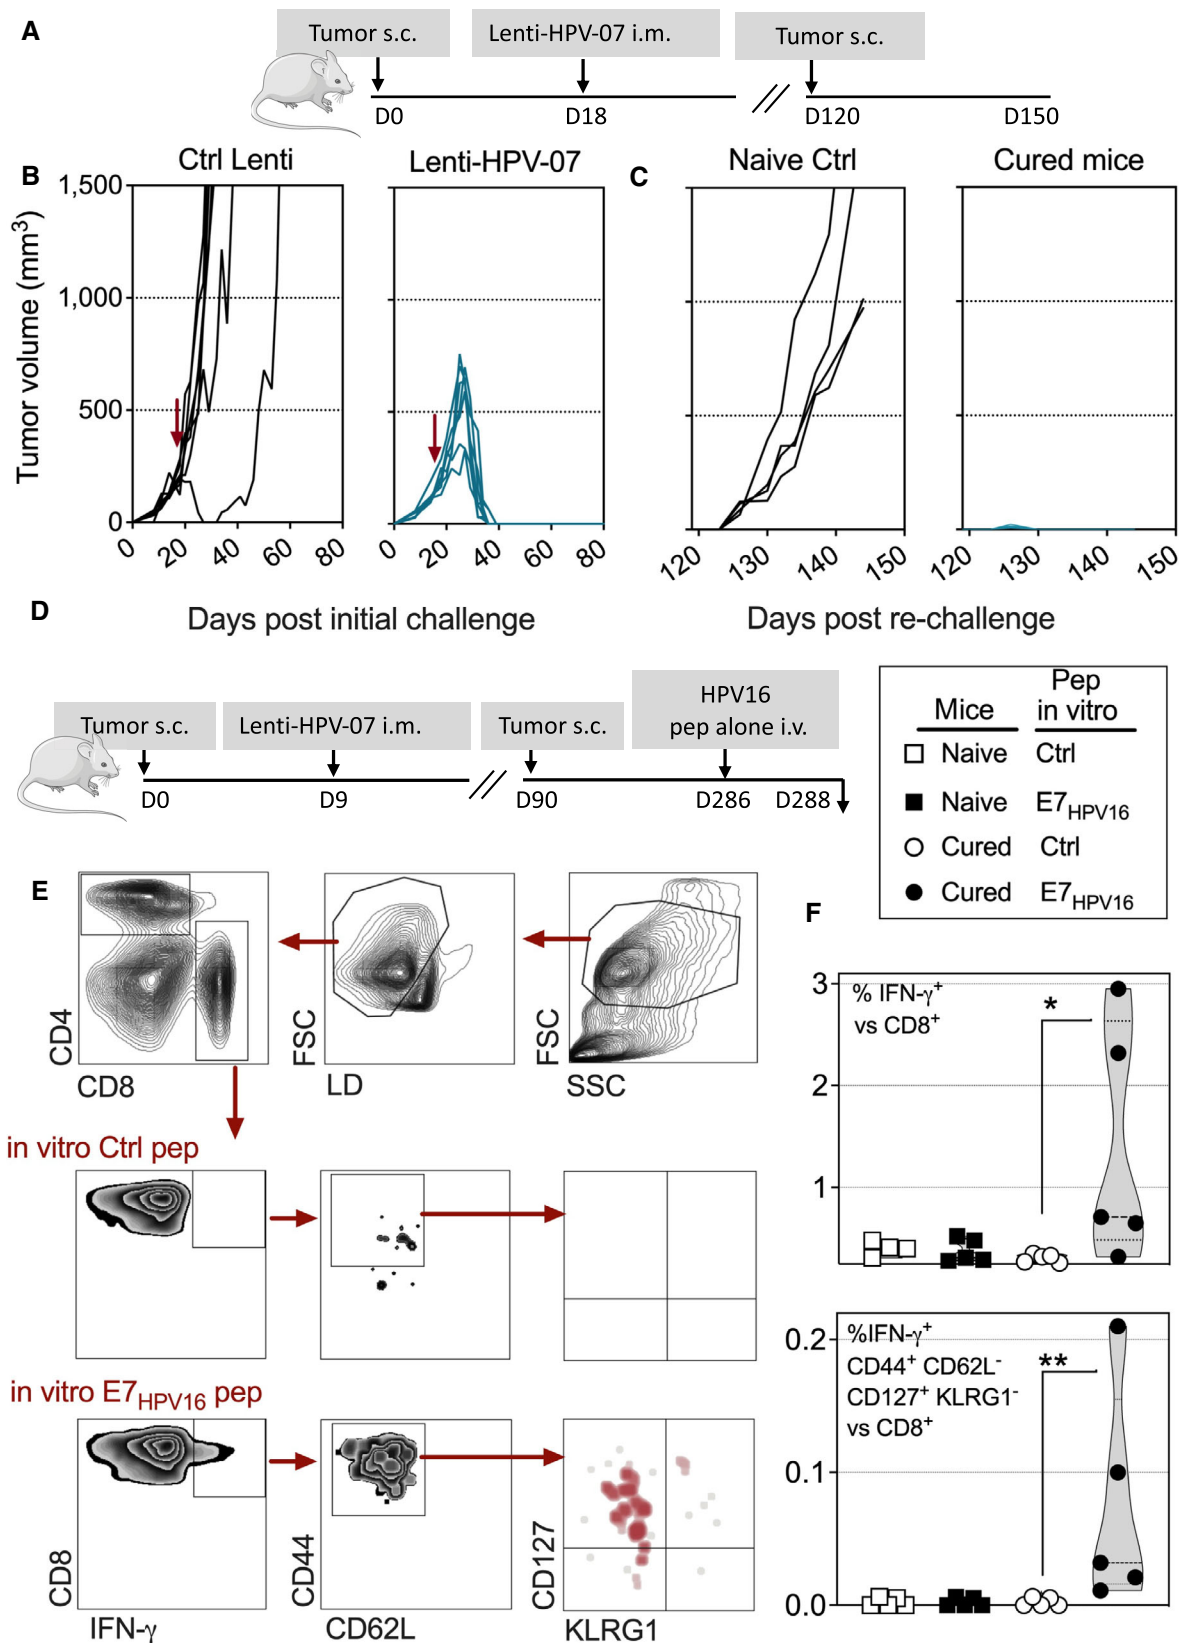 A
Tumor s.c.
Lenti-HPV-07 i.m.
Tumor s.c.
D0
D18
D120
D150
B
Ctrl Lenti
Lenti-HPV-07
C
Naive Ctrl
Cured mice
Tumor volume (mm³)
1,500
1,000
500
0
0 20 40 60 80
0 20 40 60 80
120 130 140 150
120 130 140 150
Days post initial challenge
Days post re-challenge
D
Tumor s.c.
Lenti-HPV-07 i.m.
Tumor s.c.
HPV16
pep alone i.v.
D0
D9
D90
D286
D288
Mice
Pep
in vitro
Naive Ctrl
Naive E7HPV16
Cured Ctrl
Cured E7HPV16
E
CD4
CD8
FSC
LD
FSC
SSC
in vitro Ctrl pep
in vitro E7HPV16 pep
CD8
IFN-γ
CD44
CD62L
CD127
KLRG1
F
% IFN-γ⁺
vs CD8⁺
*
3
2
1
%IFN-γ⁺
CD44⁺ CD62L⁻
CD127⁺ KLRG1⁻
vs CD8⁺
**
0.2
0.1
0.0